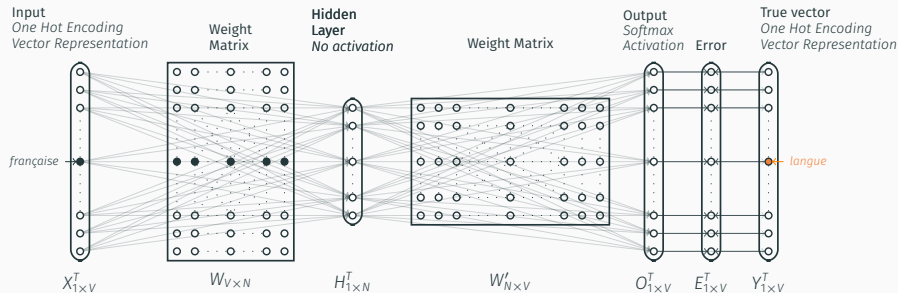 Input
One Hot Encoding
Vector Representation
Weight
Matrix
Hidden
Layer
No activation
Weight Matrix
Output
Softmax
Activation
Error
True vector
One Hot Encoding
Vector Representation
française
langue
X^T_{1×V}
W_{V×N}
H^T_{1×N}
W'_{N×V}
O^T_{1×V}
E^T_{1×V}
Y^T_{1×V}